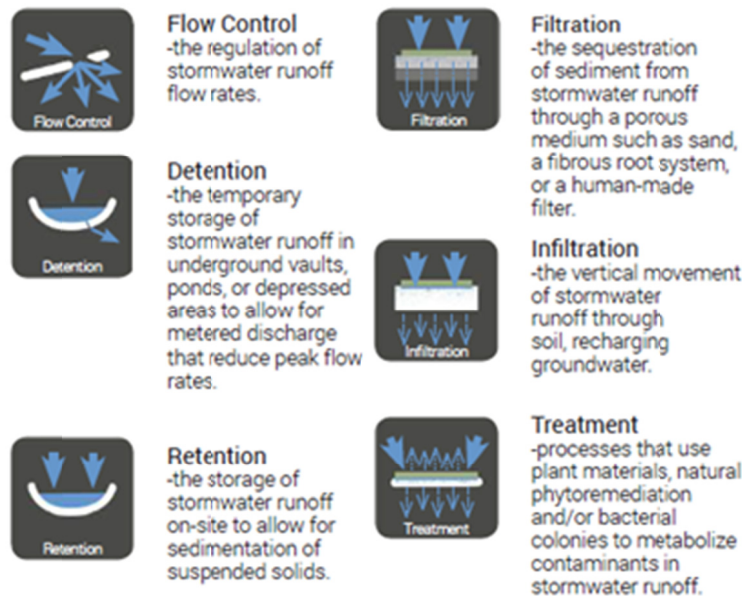 Flow Control
Flow Control
-the regulation of
stormwater runoff
flow rates.
Detention
Detention
-the temporary
storage of
stormwater runoff in
underground vaults,
ponds, or depressed
areas to allow for
metered discharge
that reduce peak flow
rates.
Retention
Retention
-the storage of
stormwater runoff
on-site to allow for
sedimentation of
suspended solids.
Filtration
Filtration
-the sequestration
of sediment from
stormwater runoff
through a porous
medium such as sand,
a fibrous root system,
or a human-made
filter.
Infiltration
Infiltration
-the vertical movement
of stormwater
runoff through
soil, recharging
groundwater.
Treatment
Treatment
-processes that use
plant materials, natural
phytoremediation
and/or bacterial
colonies to metabolize
contaminants in
stormwater runoff.